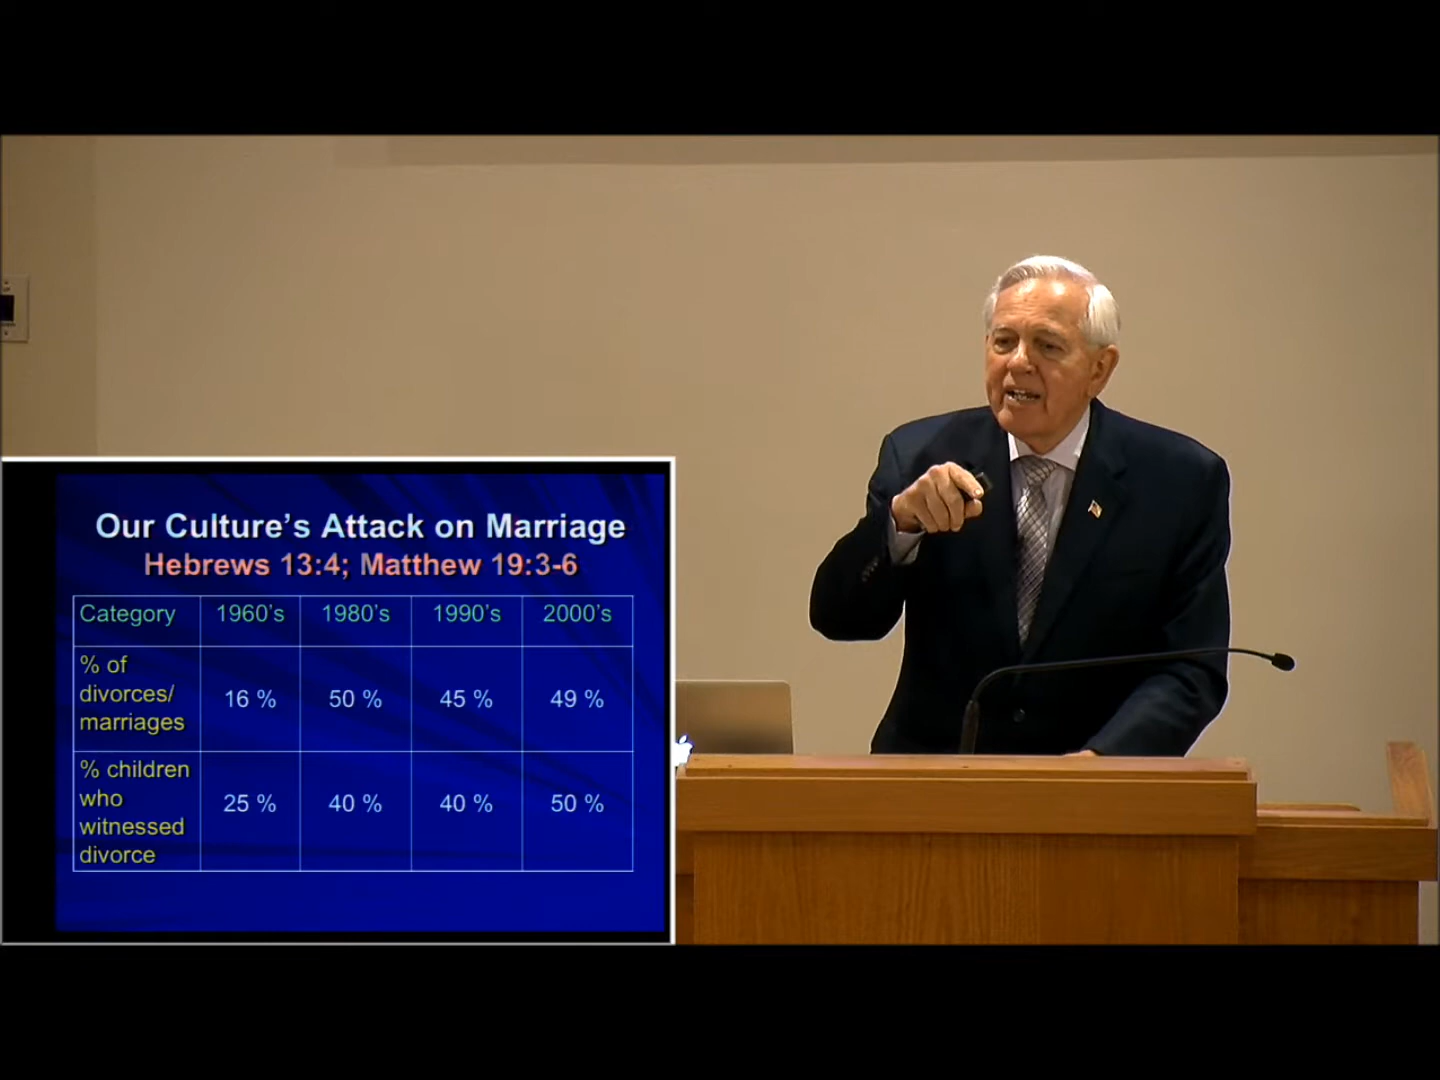 Our Culture's Attack on Marriage
Hebrews 13:4; Matthew 19:3-6
Category 1960's 1980's 1990's 2000's
% of
divorces/
marriages
16 % 50 % 45 % 49 %
% children
who
witnessed
divorce
25 % 40 % 40 % 50 %